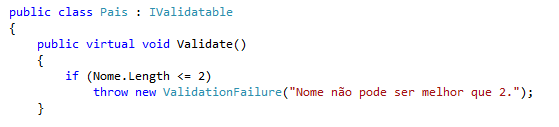 public class Pais : IValidatable
{
    public virtual void Validate()
    {
        if (Nome.Length <= 2)
            throw new ValidationFailure("Nome não pode ser melhor que 2.");
    }